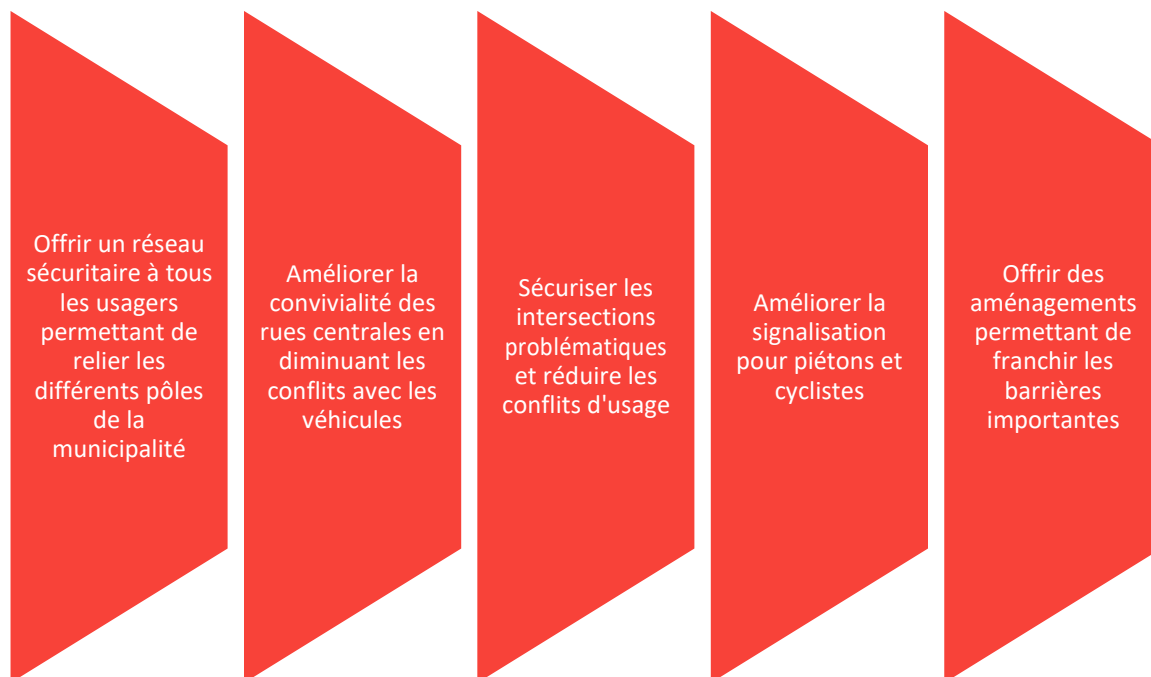 Offrir un réseau
sécuritaire à tous
les usagers
permettant de
relier les
différents pôles
de la
municipalité
Améliorer la
convivialité des
rues centrales en
diminuant les
conflits avec les
véhicules
Sécuriser les
intersections
problématiques
et réduire les
conflits d'usage
Améliorer la
signalisation
pour piétons et
cyclistes
Offrir des
aménagements
permettant de
franchir les
barrières
importantes